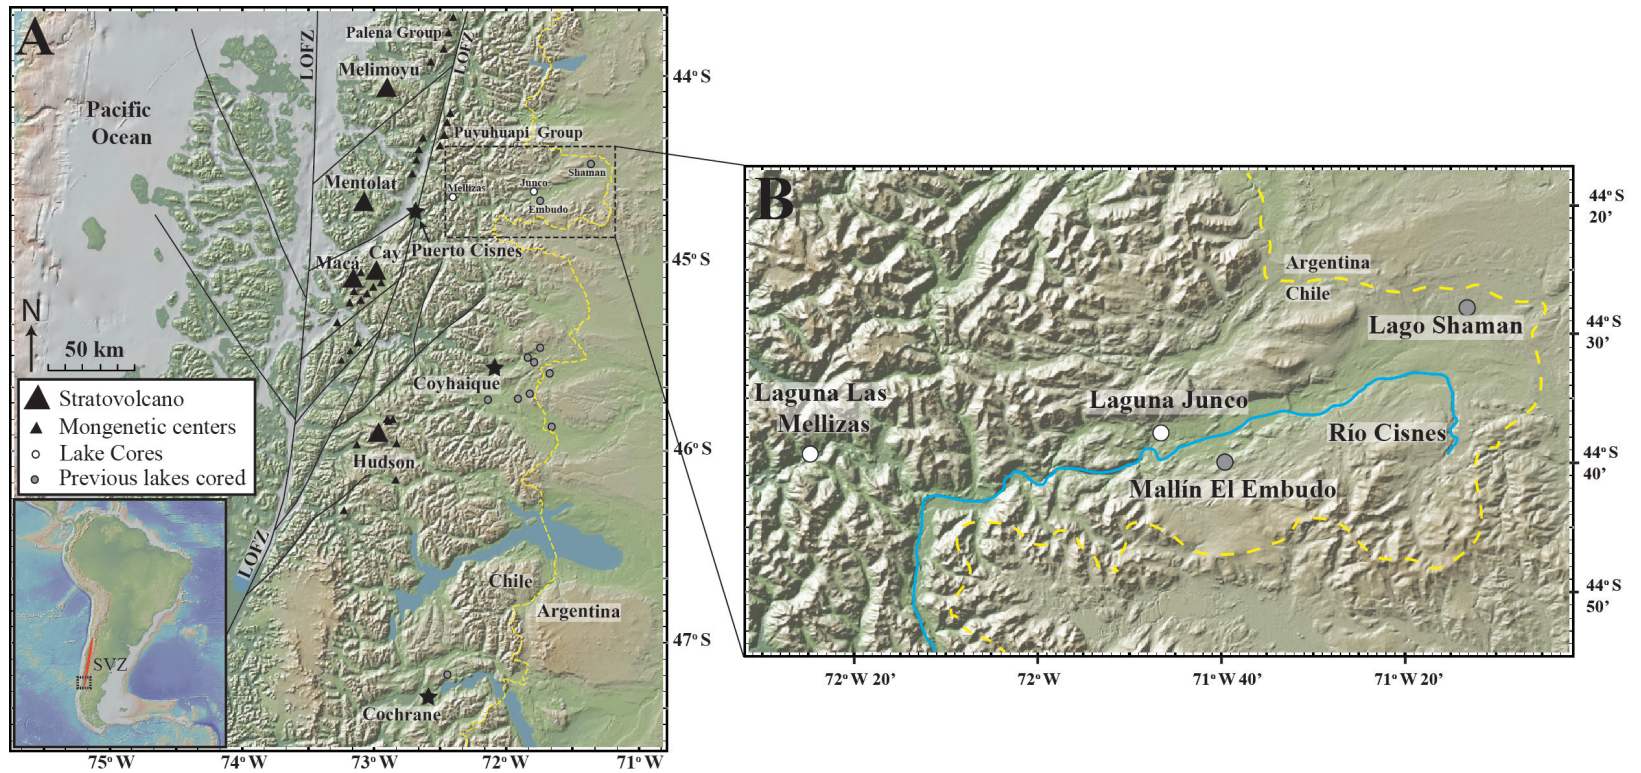 A
Palena Group
LOFZ
LOFZ
Melimoyu
44° S
Pacific
Ocean
Puyuhuapi Group
Shaman
Mentolat
Mellizas
Junco
Embudo
Puerto Cisnes
Cay
Macá
45° S
N
50 km
Coyhaique
Stratovolcano
Mongenetic centers
Lake Cores
Previous lakes cored
46° S
Hudson
LOFZ
Chile
Argentina
SVZ
47° S
Cochrane
75° W
74° W
73° W
72° W
71° W
B
44° S
20’
Argentina
Chile
Lago Shaman
44° S
30’
Laguna Las
Mellizas
Laguna Junco
Río Cisnes
44° S
40’
Mallín El Embudo
44° S
50’
72° W 20’
72° W
71° W 40’
71° W 20’